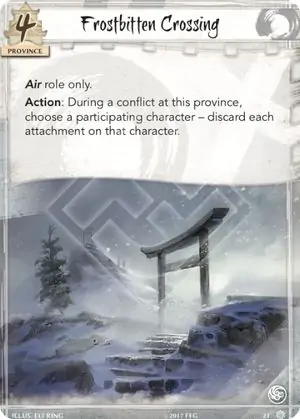 4
PROVINCE
Frostbitten Crossing
Air role only.
Action: During a conflict at this province,
choose a participating character – discard each
attachment on that character.
ILLUS. ELI RING
2017 FFG